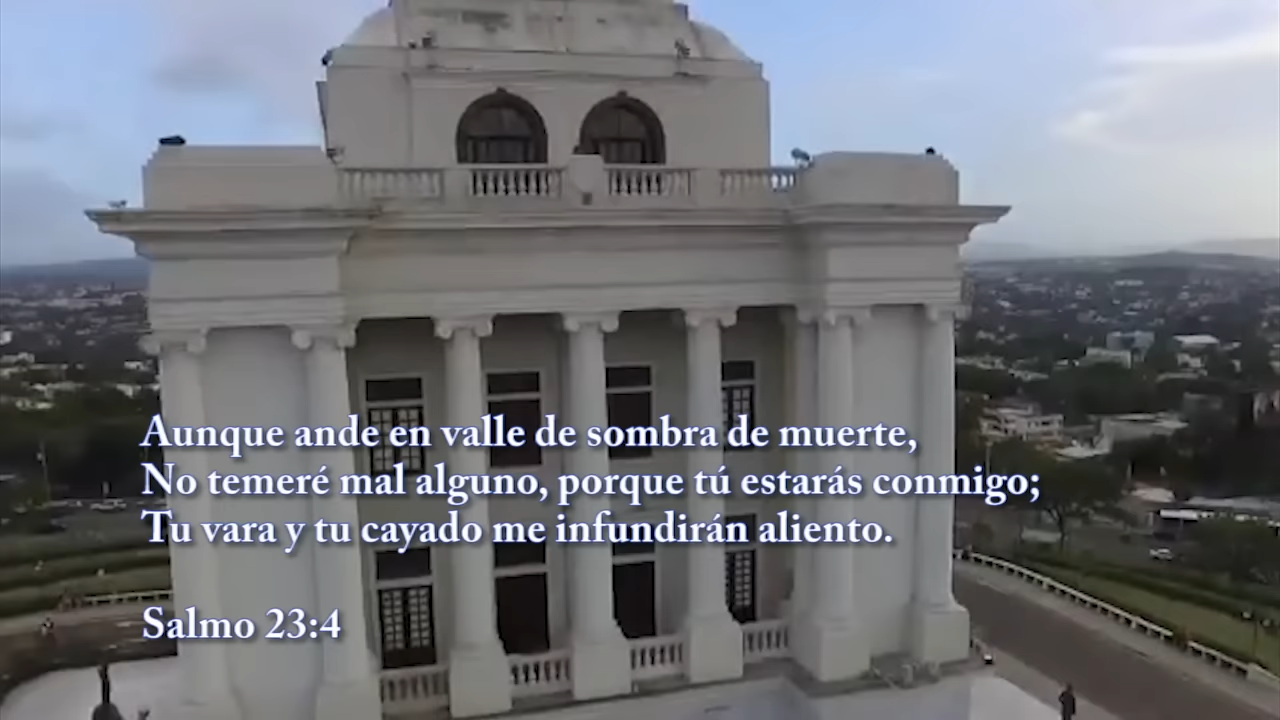 Aunque ande en valle de sombra de muerte,
No temeré mal alguno, porque tú estarás conmigo;
Tu vara y tu cayado me infundirán aliento.
Salmo 23:4